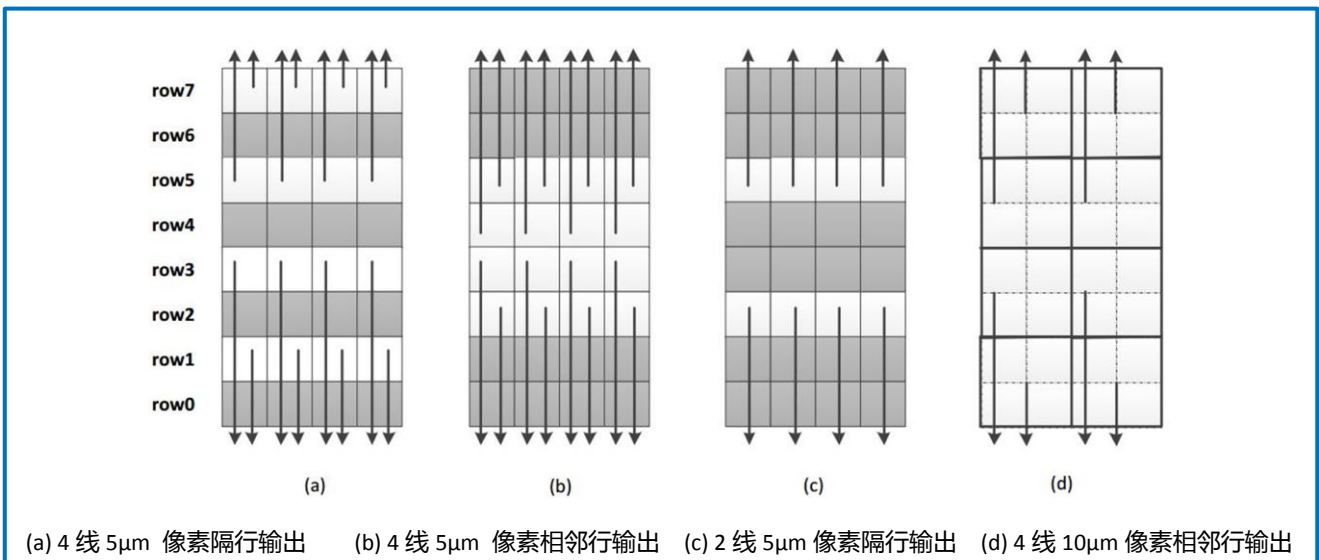 row7
row6
row5
row4
row3
row2
row1
row0
(a) (b) (c) (d)
(a) 4 线 5μm 像素隔行输出 (b) 4 线 5μm 像素相邻行输出 (c) 2 线 5μm 像素隔行输出 (d) 4 线 10μm 像素相邻行输出